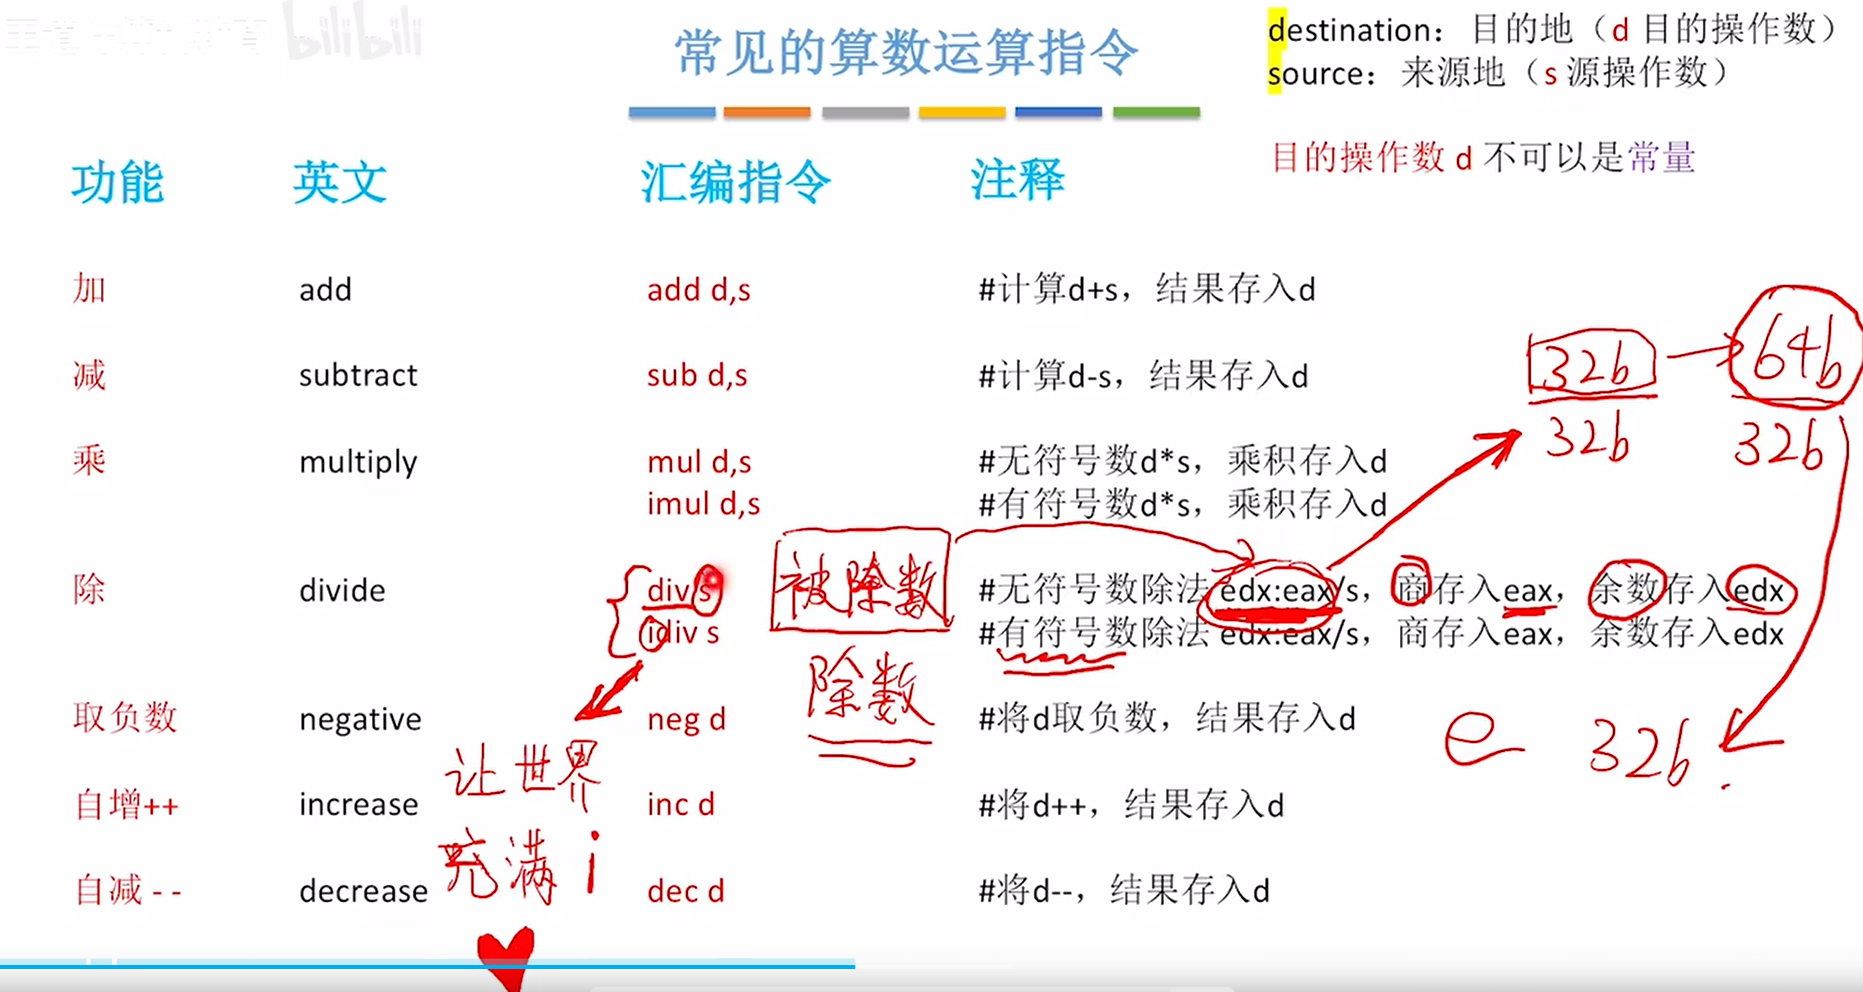 bilibili
常见的算数运算指令
destination：目的地（d 目的操作数）
source：来源地（s 源操作数）
目的操作数 d 不可以是常量
功能 英文 汇编指令 注释
加 add add d,s #计算d+s，结果存入d
减 subtract sub d,s #计算d-s，结果存入d
32b 64b
32b 32b
乘 multiply mul d,s #无符号数d*s，乘积存入d
imul d,s #有符号数d*s，乘积存入d
除 divide div s #无符号数除法 edx:eax/s，商存入eax，余数存入edx
idiv s #有符号数除法 edx:eax/s，商存入eax，余数存入edx
被除数
除数
取负数 negative neg d #将d取负数，结果存入d
e 32b
让世界
自增++ increase inc d #将d++，结果存入d
充满 i
自减 - - decrease dec d #将d--，结果存入d